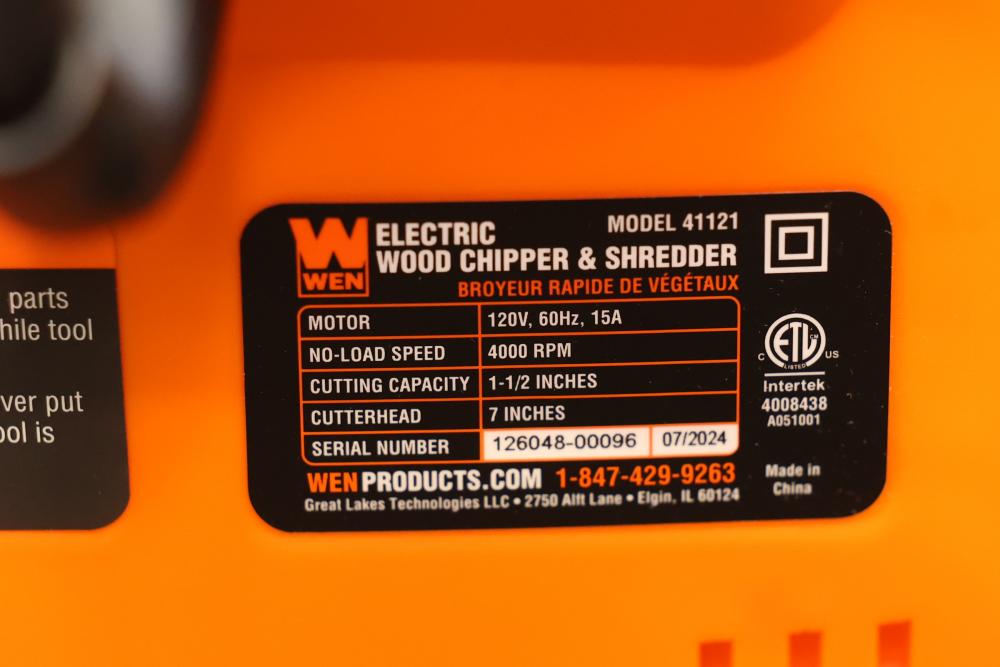 parts
while tool
ver put
ool is
WEN
ELECTRIC
MODEL 41121
WOOD CHIPPER & SHREDDER
BROYEUR RAPIDE DE VÉGÉTAUX
MOTOR 120V, 60Hz, 15A
NO-LOAD SPEED 4000 RPM
CUTTING CAPACITY 1-1/2 INCHES
CUTTERHEAD 7 INCHES
SERIAL NUMBER 126048-00096 07/2024
WENPRODUCTS.COM 1-847-429-9263
Great Lakes Technologies LLC • 2750 Alft Lane • Elgin, IL 60124
ETL
C US
LISTED
Intertek
4008438
A051001
Made in
China